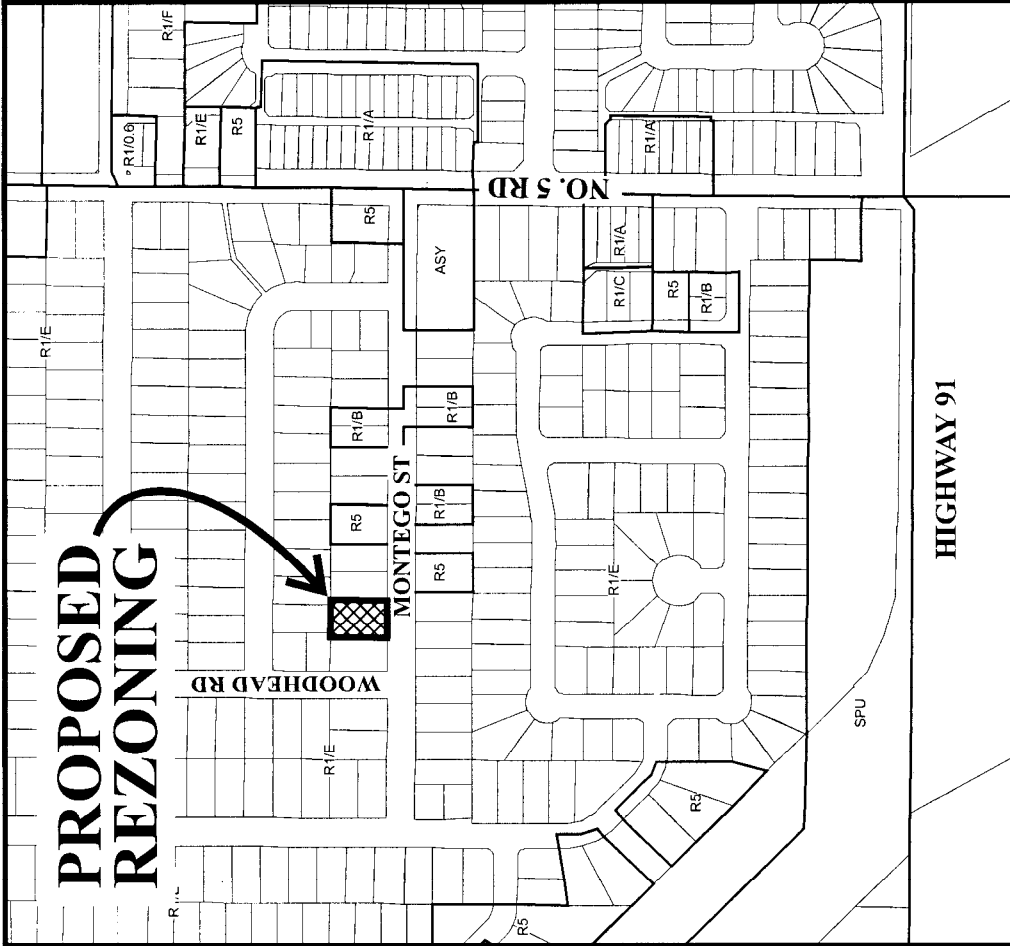 PROPOSED
REZONING
R1/F
R1/0.6
R1/E
R5
R1/A
R1/A
NO. 5 RD
R1/E
R5
ASY
R1/A
R1/C
R5
R1/B
R1/B
R1/B
MONTEGO ST
R5
R1/B
R5
WOODHEAD RD
R1/E
R1/E
R5
SPU
R5
HIGHWAY 91